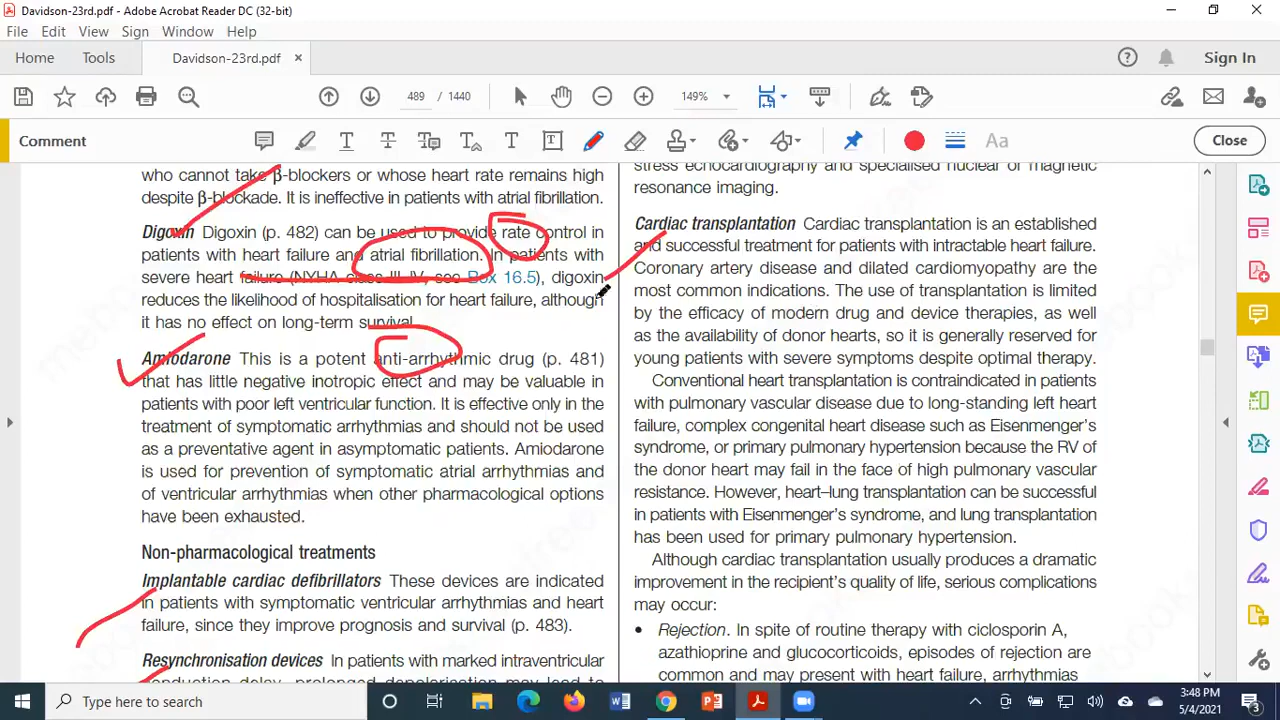 Davidson-23rd.pdf - Adobe Acrobat Reader DC (32-bit)
File Edit View Sign Window Help
Home Tools Davidson-23rd.pdf × Sign In
489 / 1440 149%
Comment Close
who cannot take β-blockers or whose heart rate remains high
despite β-blockade. It is ineffective in patients with atrial fibrillation.
Digoxin Digoxin (p. 482) can be used to provide rate control in
patients with heart failure and atrial fibrillation. In patients with
severe heart failure (NYHA class III–IV, see Box 16.5), digoxin
reduces the likelihood of hospitalisation for heart failure, although
it has no effect on long-term survival.
Amiodarone This is a potent anti-arrhythmic drug (p. 481)
that has little negative inotropic effect and may be valuable in
patients with poor left ventricular function. It is effective only in the
treatment of symptomatic arrhythmias and should not be used
as a preventative agent in asymptomatic patients. Amiodarone
is used for prevention of symptomatic atrial arrhythmias and
of ventricular arrhythmias when other pharmacological options
have been exhausted.
Non-pharmacological treatments
Implantable cardiac defibrillators These devices are indicated
in patients with symptomatic ventricular arrhythmias and heart
failure, since they improve prognosis and survival (p. 483).
Resynchronisation devices In patients with marked intraventricular
conduction delay, prolonged depolarisation may lead to
stress echocardiography and specialised nuclear or magnetic
resonance imaging.
Cardiac transplantation Cardiac transplantation is an established
and successful treatment for patients with intractable heart failure.
Coronary artery disease and dilated cardiomyopathy are the
most common indications. The use of transplantation is limited
by the efficacy of modern drug and device therapies, as well
as the availability of donor hearts, so it is generally reserved for
young patients with severe symptoms despite optimal therapy.
Conventional heart transplantation is contraindicated in patients
with pulmonary vascular disease due to long-standing left heart
failure, complex congenital heart disease such as Eisenmenger's
syndrome, or primary pulmonary hypertension because the RV of
the donor heart may fail in the face of high pulmonary vascular
resistance. However, heart–lung transplantation can be successful
in patients with Eisenmenger's syndrome, and lung transplantation
has been used for primary pulmonary hypertension.
Although cardiac transplantation usually produces a dramatic
improvement in the recipient's quality of life, serious complications
may occur:
• Rejection. In spite of routine therapy with ciclosporin A,
azathioprine and glucocorticoids, episodes of rejection are
common and may present with heart failure, arrhythmias
Type here to search
3:48 PM
5/4/2021